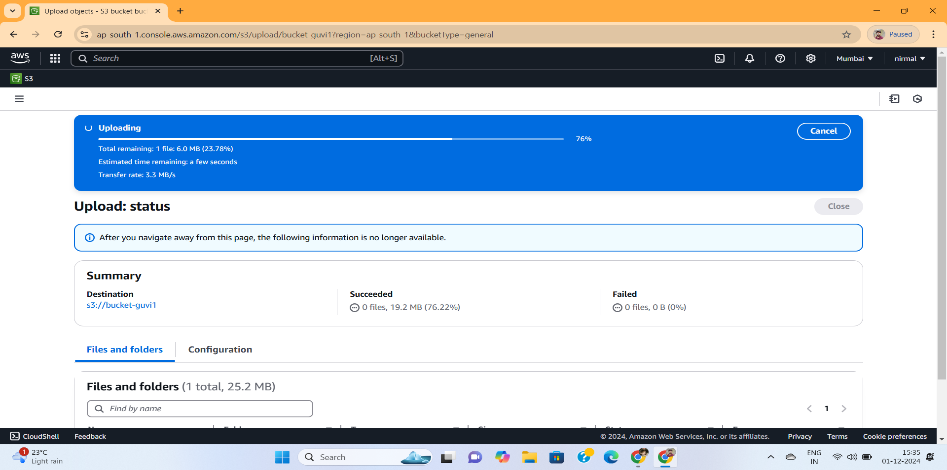 Upload objects - S3 bucket buc
ap-south-1.console.aws.amazon.com/s3/upload/bucket-guvi1?region=ap-south-1&bucketType=general
Paused
aws
Search [Alt+S]
Mumbai
nirmal
S3
Uploading
76%
Cancel
Total remaining: 1 file: 6.0 MB (23.78%)
Estimated time remaining: a few seconds
Transfer rate: 3.3 MB/s
Upload: status
Close
After you navigate away from this page, the following information is no longer available.
Summary
Destination Succeeded Failed
s3://bucket-guvi1 0 files, 19.2 MB (76.22%) 0 files, 0 B (0%)
Files and folders Configuration
Files and folders (1 total, 25.2 MB)
Find by name
1
CloudShell Feedback © 2024, Amazon Web Services, Inc. or its affiliates. Privacy Terms Cookie preferences
1
23°C
Light rain
Search
ENG
IN
15:35
01-12-2024